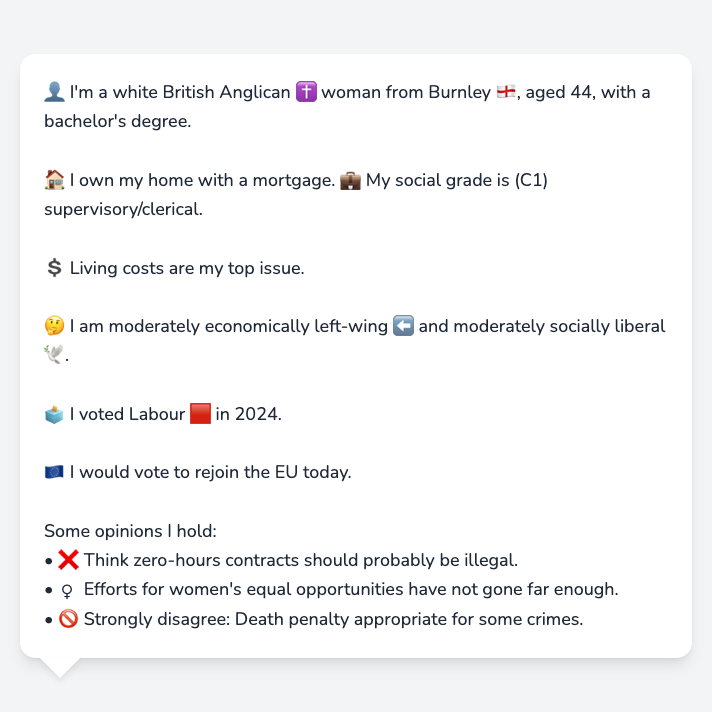 👤 I'm a white British Anglican ✝️ woman from Burnley 🏴󠁧󠁢󠁥󠁮󠁧󠁿, aged 44, with a
bachelor's degree.
🏠 I own my home with a mortgage. 💼 My social grade is (C1)
supervisory/clerical.
💲 Living costs are my top issue.
🤔 I am moderately economically left-wing ⬅️ and moderately socially liberal
🕊️.
🗳️ I voted Labour 🟥 in 2024.
🇪🇺 I would vote to rejoin the EU today.
Some opinions I hold:
• ❌ Think zero-hours contracts should probably be illegal.
• ♀ Efforts for women's equal opportunities have not gone far enough.
• 🚫 Strongly disagree: Death penalty appropriate for some crimes.